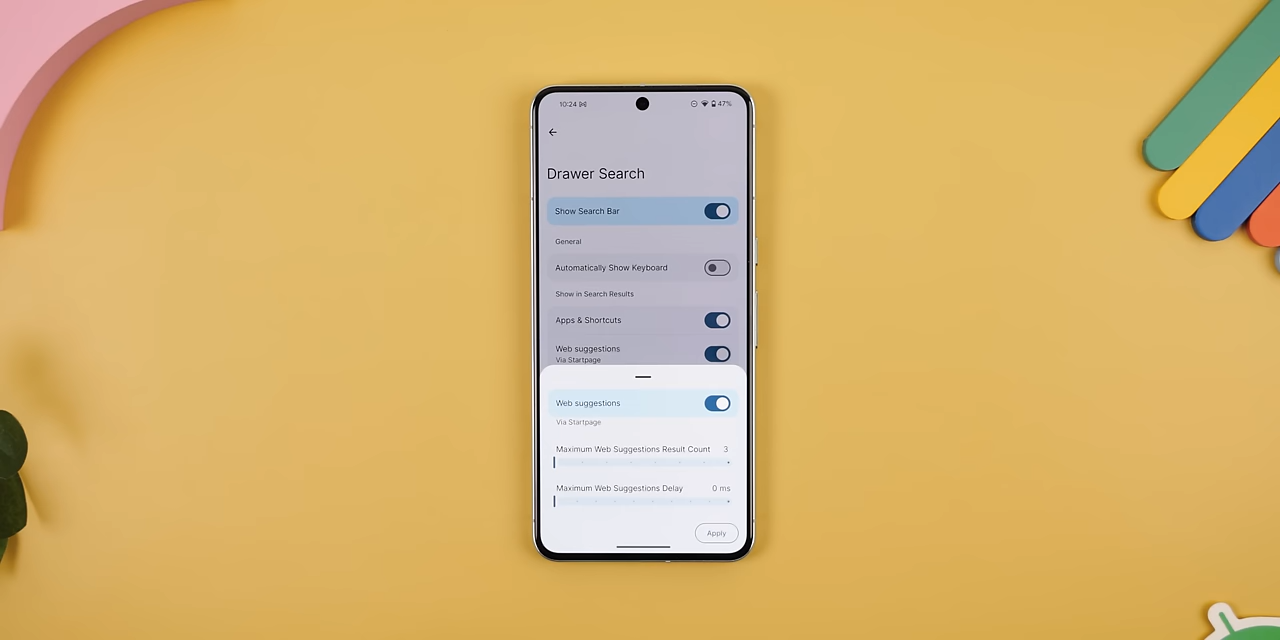 10:24
47%
Drawer Search
Show Search Bar
General
Automatically Show Keyboard
Show in Search Results
Apps & Shortcuts
Web suggestions
Via Startpage
Web suggestions
Via Startpage
Maximum Web Suggestions Result Count 3
Maximum Web Suggestions Delay 0 ms
Apply